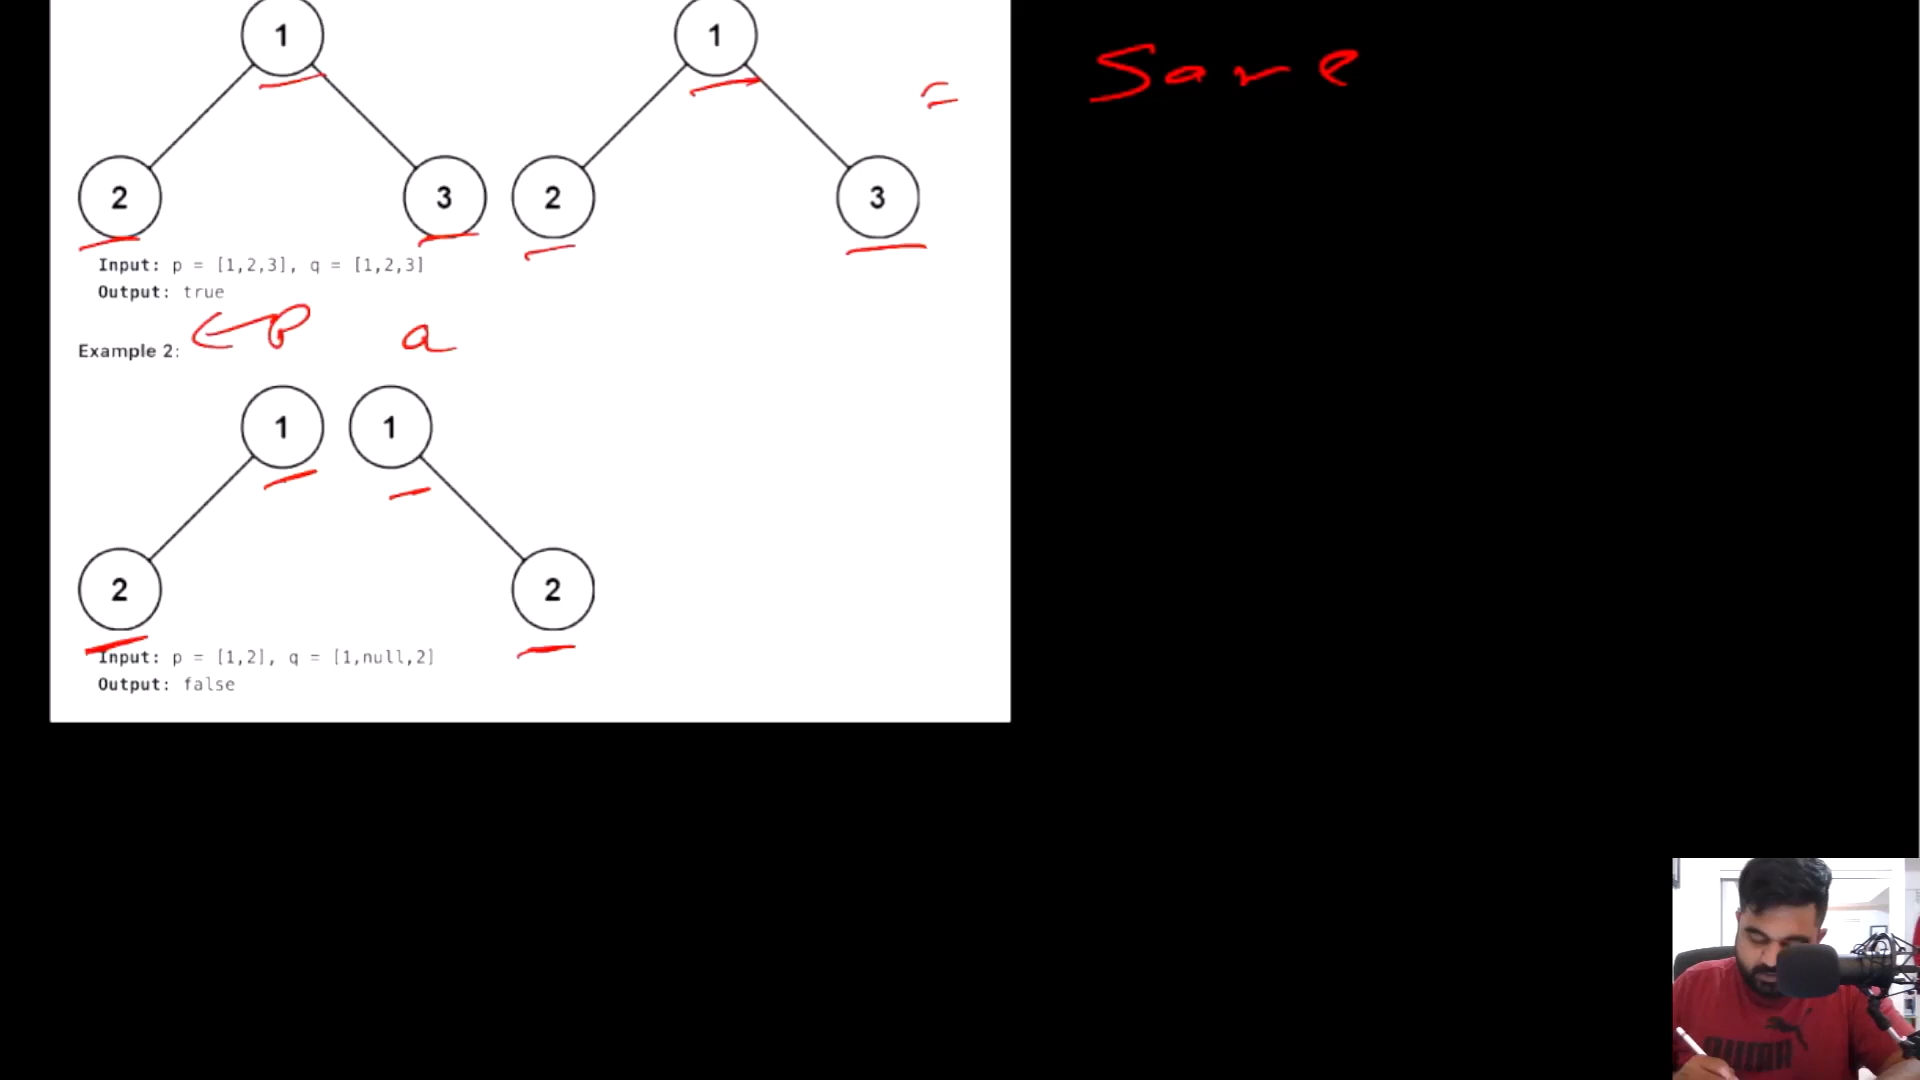 1 1
Same
=
2 3 2 3
Input: p = [1,2,3], q = [1,2,3]
Output: true
P a
Example 2:
1 1
2 2
Input: p = [1,2], q = [1,null,2]
Output: false
PUMA